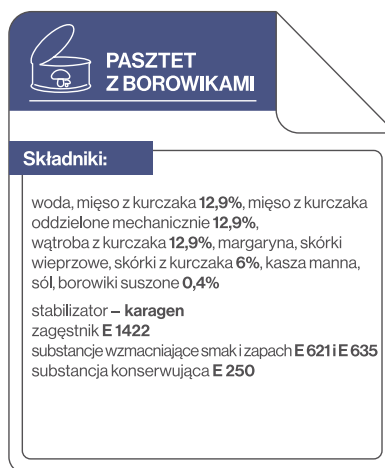 PASZTET
Z BOROWIKAMI
Składniki:
woda, mięso z kurczaka 12,9%, mięso z kurczaka
oddzielone mechanicznie 12,9%,
wątroba z kurczaka 12,9%, margaryna, skórki
wieprzowe, skórki z kurczaka 6%, kasza manna,
sól, borowiki suszone 0,4%
stabilizator – karagen
zagęstnik E 1422
substancje wzmacniające smak i zapach E 621 i E 635
substancja konserwująca E 250